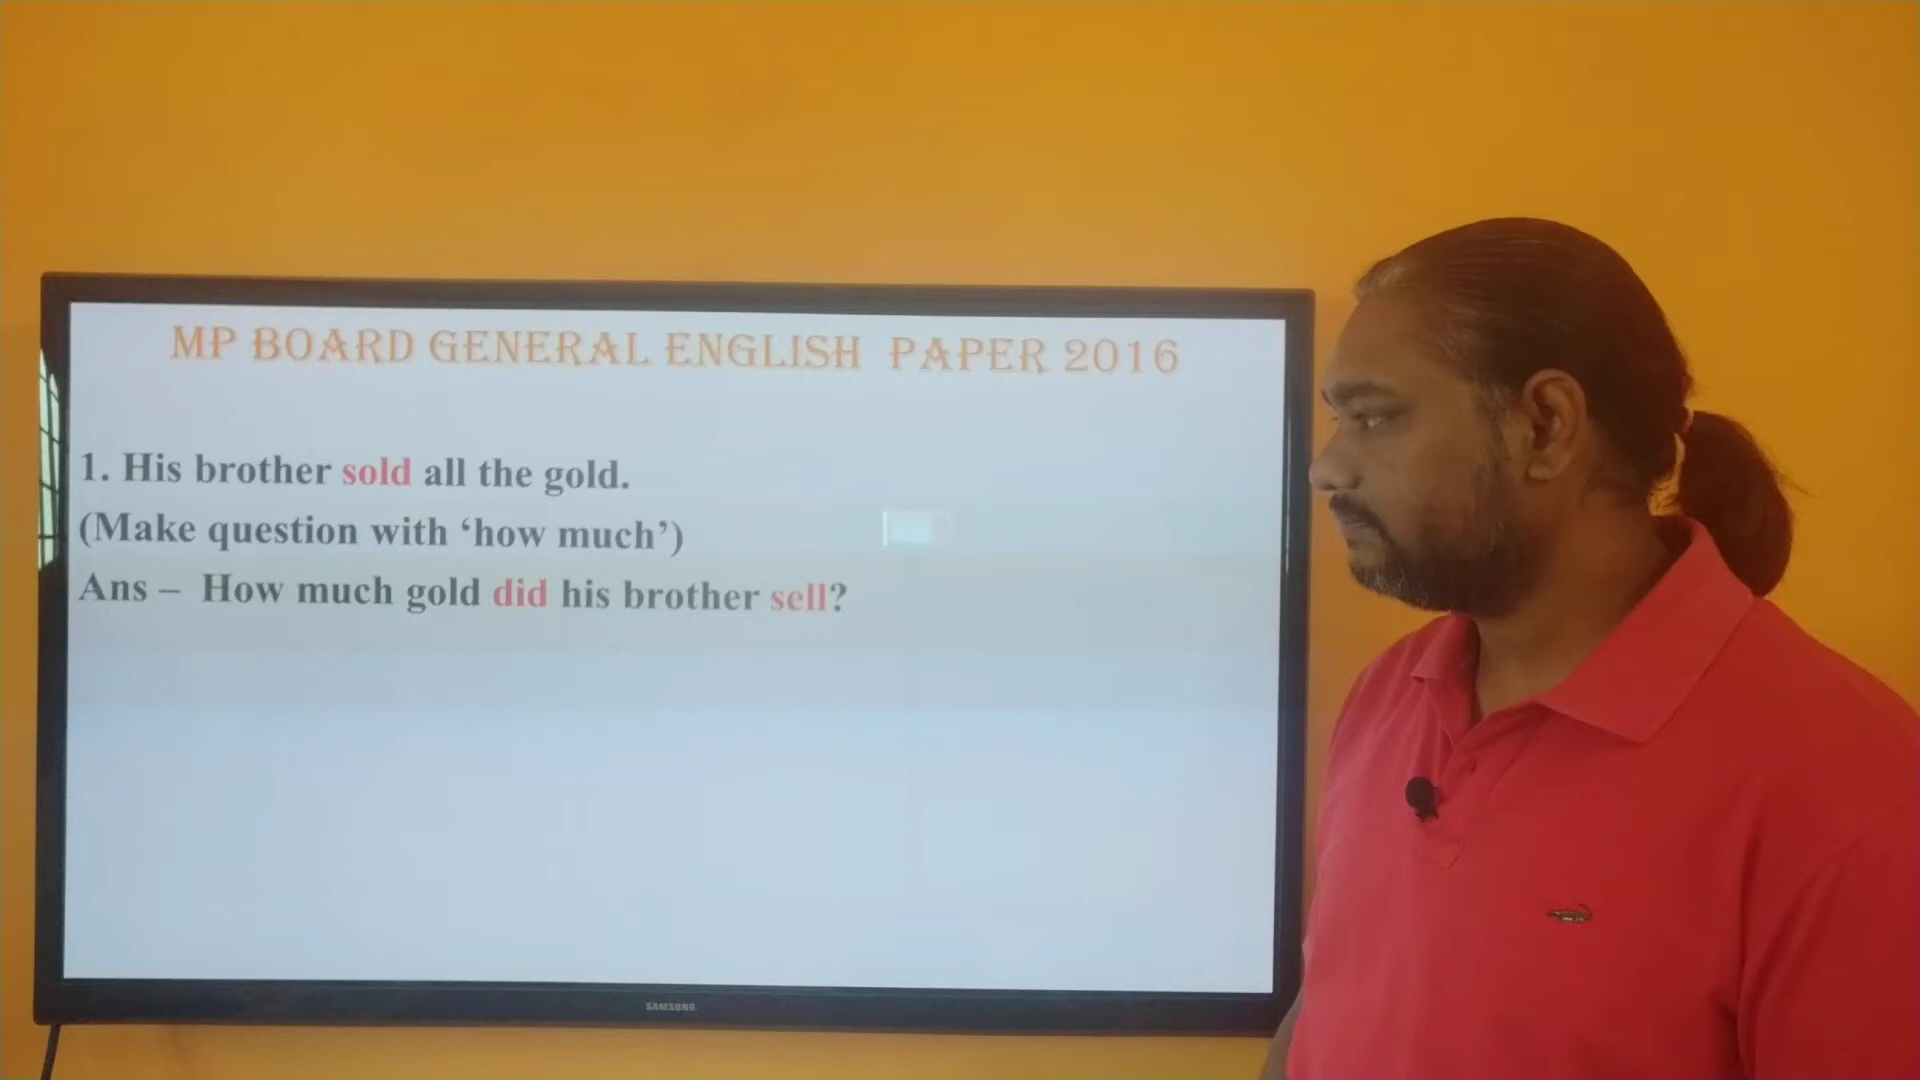 MP BOARD GENERAL ENGLISH PAPER 2016
1. His brother sold all the gold.
(Make question with ‘how much’)
Ans – How much gold did his brother sell?
SAMSUNG